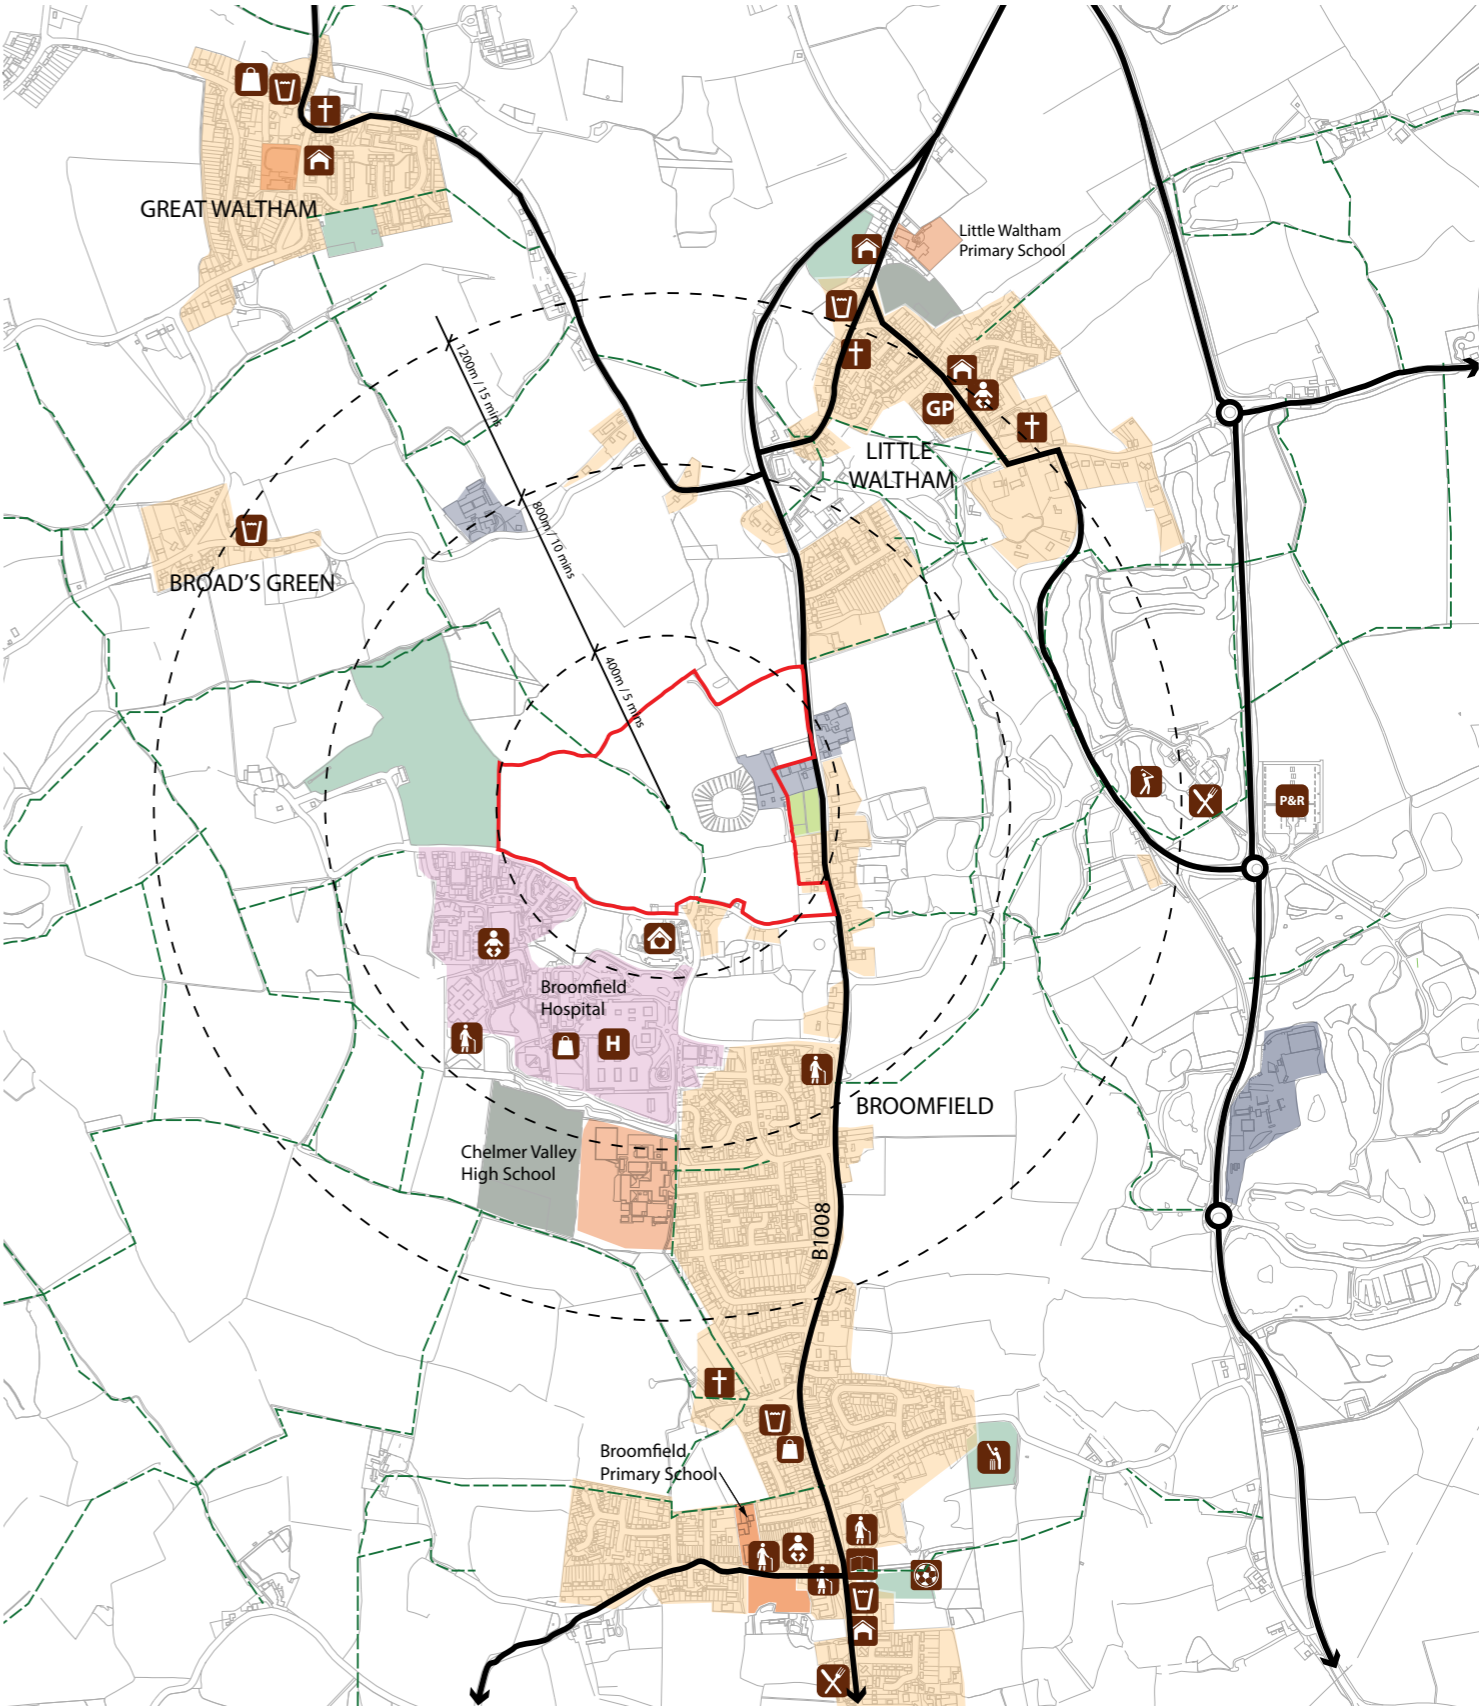 GREAT WALTHAM
Little Waltham
Primary School
1200m / 15 mins
GP
LITTLE
WALTHAM
800m / 10 mins
BROAD'S GREEN
400m / 5 mins
P&R
Broomfield
Hospital
H
BROOMFIELD
Chelmer Valley
High School
B1008
Broomfield
Primary School